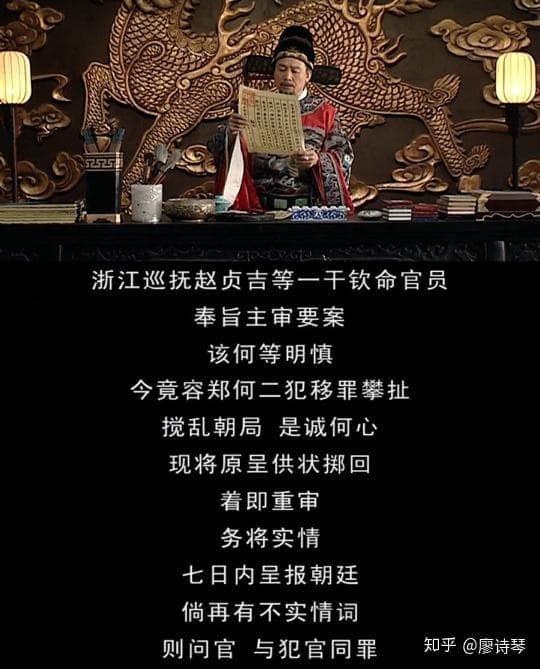 浙江巡抚赵贞吉等一干钦命官员
奉旨主审要案
该何等明慎
今竟容郑何二犯移罪攀扯
搅乱朝局 是诚何心
现将原呈供状掷回
着即重审
务将实情
七日内呈报朝廷
倘再有不实情词
则问官 与犯官同罪
知乎 @廖诗琴